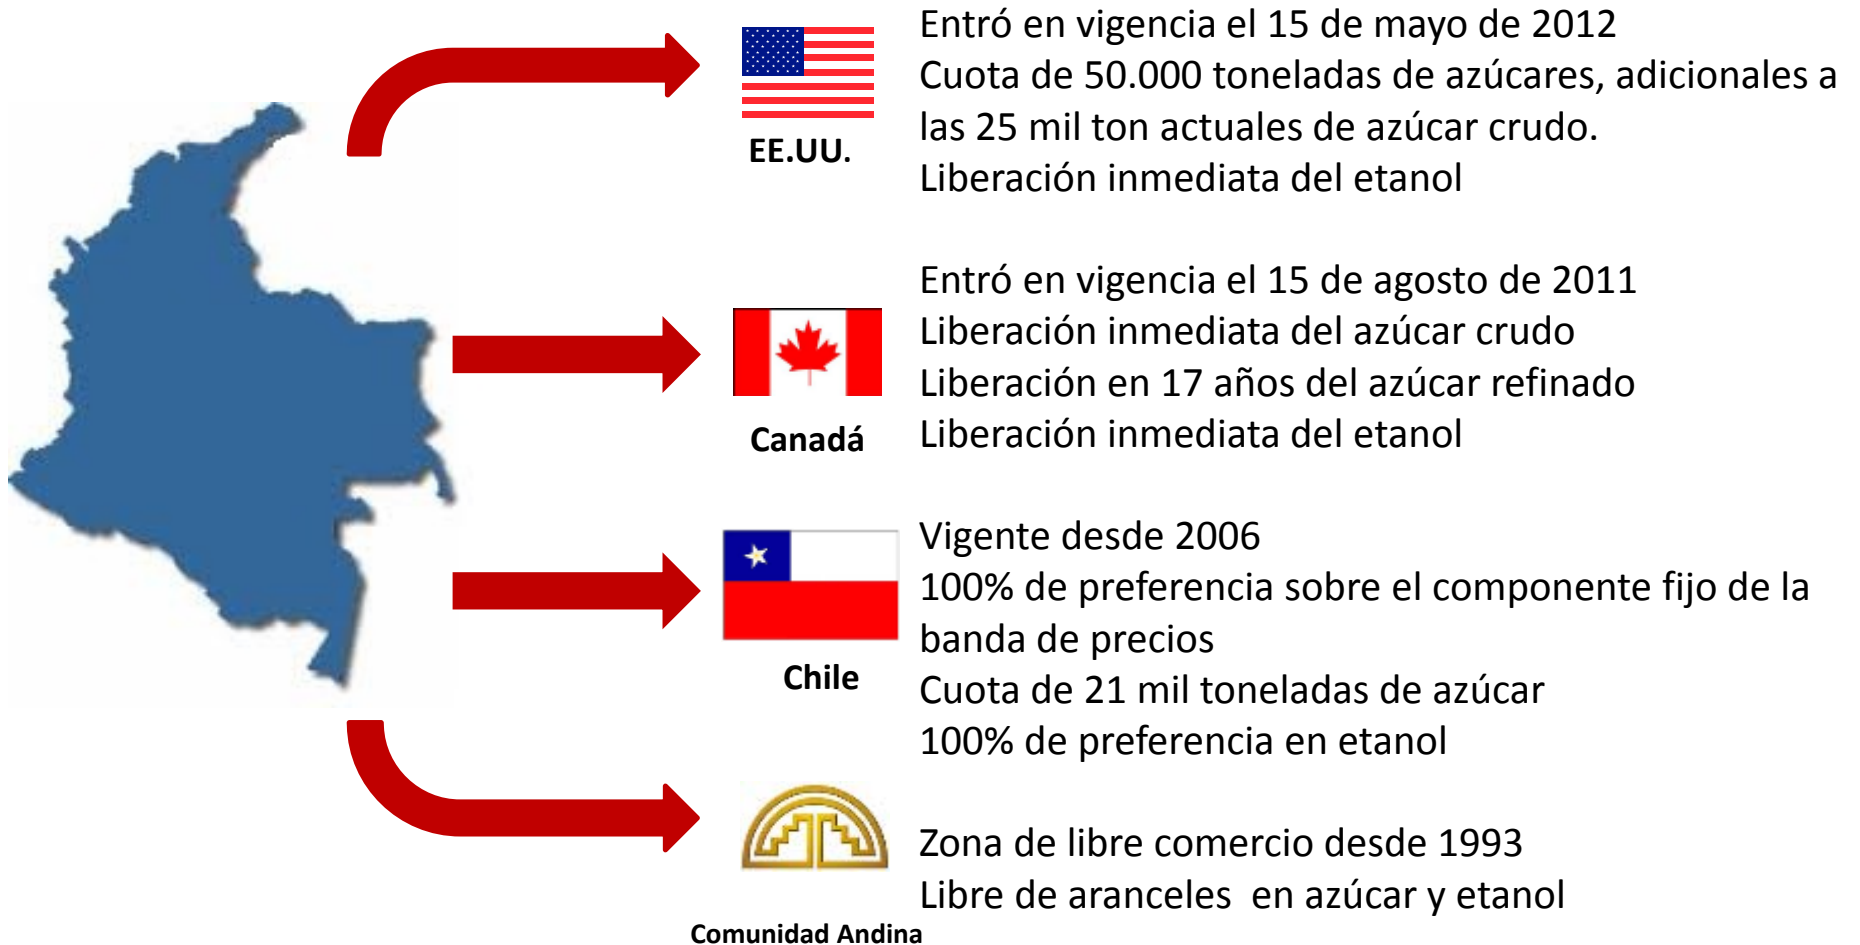 Entró en vigencia el 15 de mayo de 2012
Cuota de 50.000 toneladas de azúcares, adicionales a
las 25 mil ton actuales de azúcar crudo.
Liberación inmediata del etanol
EE.UU.
Entró en vigencia el 15 de agosto de 2011
Liberación inmediata del azúcar crudo
Liberación en 17 años del azúcar refinado
Liberación inmediata del etanol
Canadá
Vigente desde 2006
100% de preferencia sobre el componente fijo de la
banda de precios
Cuota de 21 mil toneladas de azúcar
100% de preferencia en etanol
Chile
Zona de libre comercio desde 1993
Libre de aranceles  en azúcar y etanol
Comunidad Andina